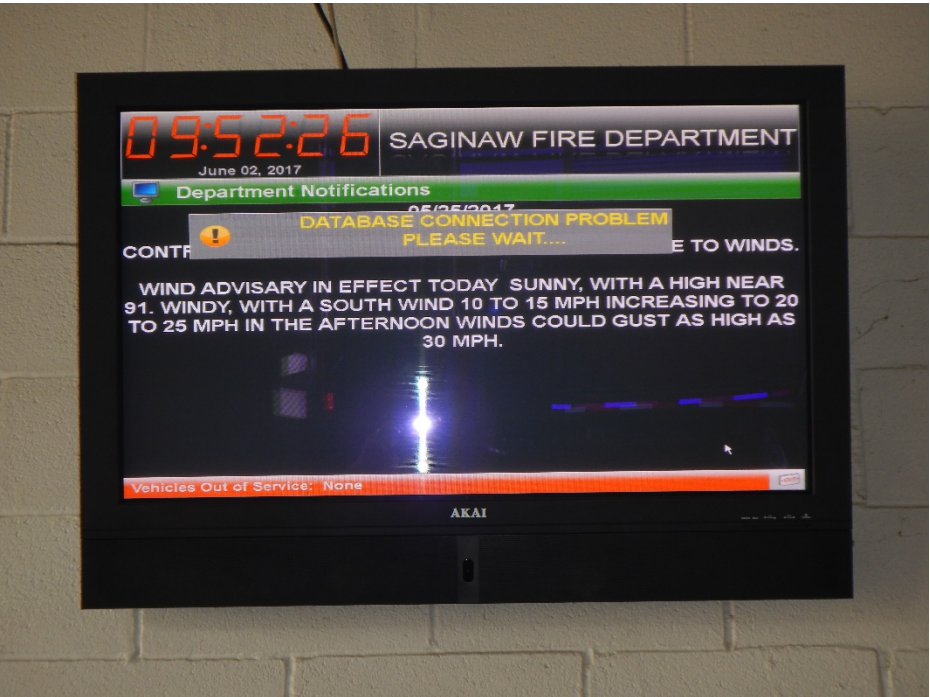 09:52:26
SAGINAW FIRE DEPARTMENT
June 02, 2017
Department Notifications
05/25/2017
DATABASE CONNECTION PROBLEM
PLEASE WAIT....
TO WINDS.
WIND ADVISARY IN EFFECT TODAY SUNNY, WITH A HIGH NEAR
91. WINDY, WITH A SOUTH WIND 10 TO 15 MPH INCREASING TO 20
TO 25 MPH IN THE AFTERNOON WINDS COULD GUST AS HIGH AS
30 MPH.
Vehicles Out of Service: None
AKAI